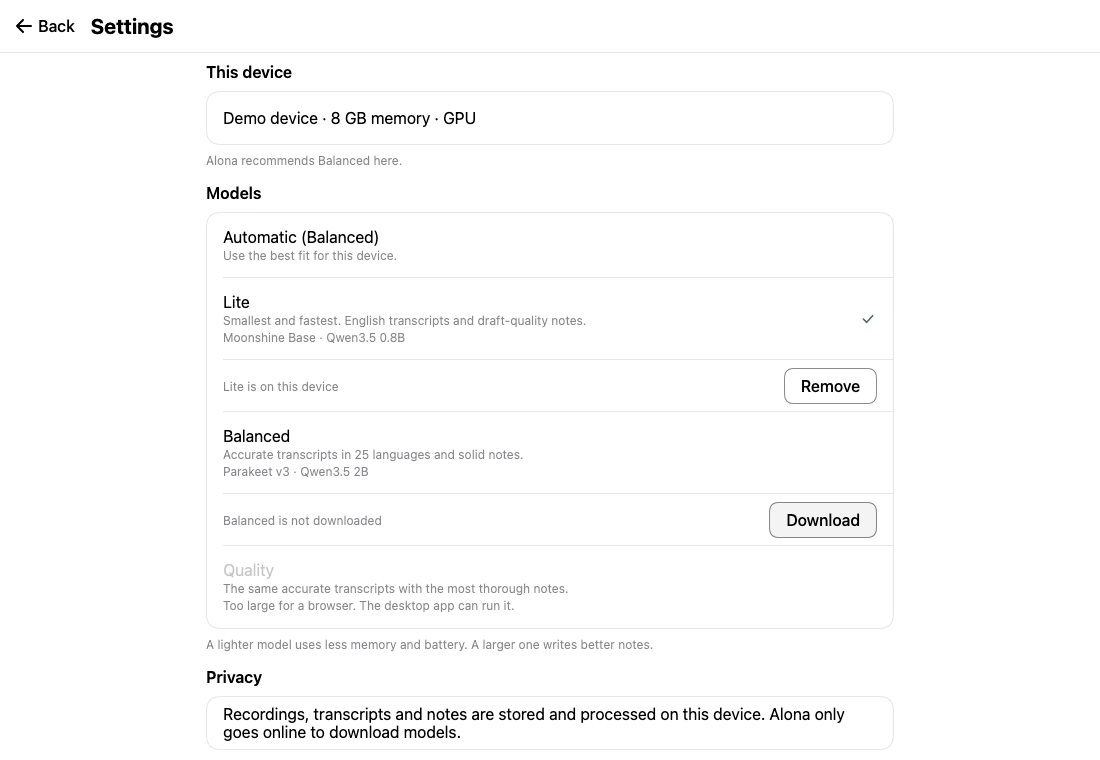 Back
Settings
This device
Demo device · 8 GB memory · GPU
Alona recommends Balanced here.
Models
Automatic (Balanced)
Use the best fit for this device.
Lite
Smallest and fastest. English transcripts and draft-quality notes.
Moonshine Base · Qwen3.5 0.8B
Lite is on this device
Remove
Balanced
Accurate transcripts in 25 languages and solid notes.
Parakeet v3 · Qwen3.5 2B
Balanced is not downloaded
Download
Quality
The same accurate transcripts with the most thorough notes.
Too large for a browser. The desktop app can run it.
A lighter model uses less memory and battery. A larger one writes better notes.
Privacy
Recordings, transcripts and notes are stored and processed on this device. Alona only
goes online to download models.